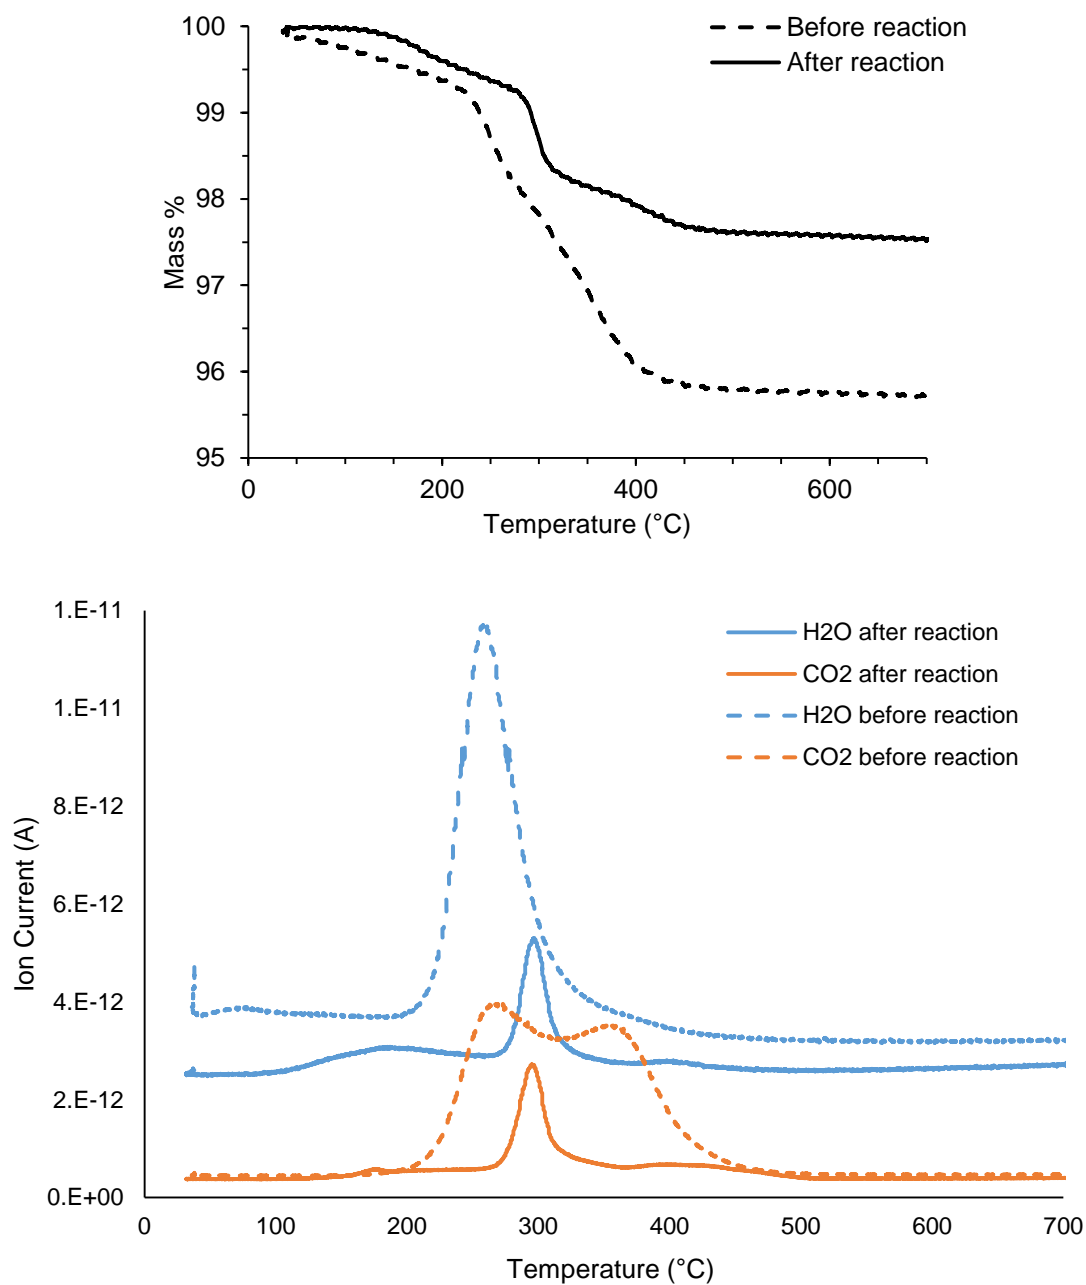 100
99
98
97
96
95
Mass %
0
200
400
600
Temperature (°C)
Before reaction
After reaction
1.E-11
1.E-11
8.E-12
6.E-12
4.E-12
2.E-12
0.E+00
Ion Current (A)
0
100
200
300
400
500
600
700
Temperature (°C)
H2O after reaction
CO2 after reaction
H2O before reaction
CO2 before reaction